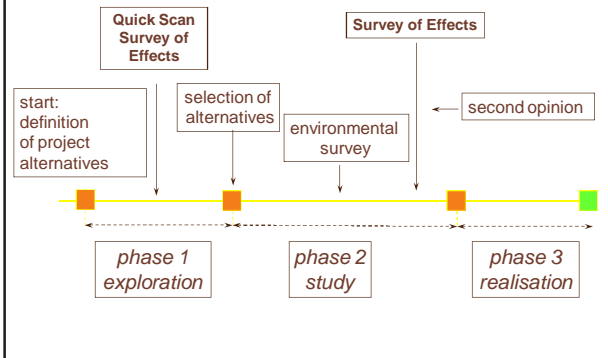 Quick Scan
Survey of
Effects
Survey of Effects
start:
definition
of project
alternatives
selection of
alternatives
environmental
survey
second opinion
phase 1
exploration
phase 2
study
phase 3
realisation